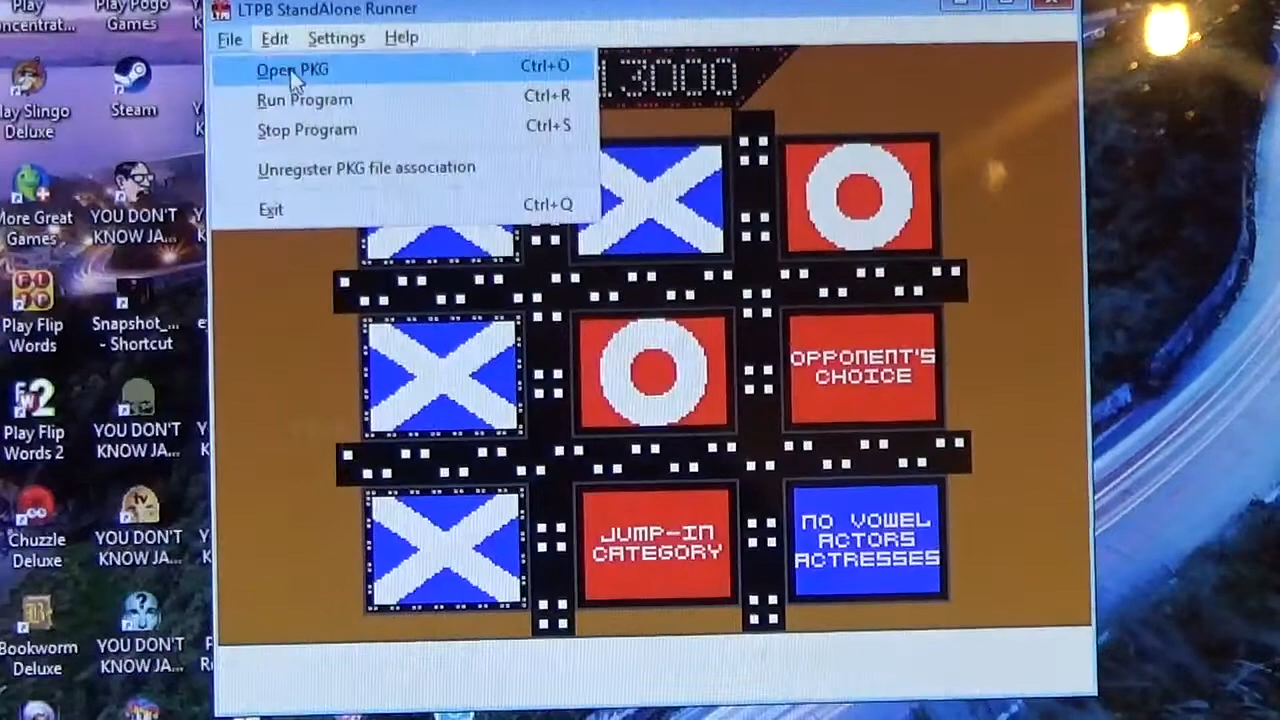 Play
ncentrat...
Play Pogo
Games
LTPB StandAlone Runner
LTPB
File Edit Settings Help
Open PKG Ctrl+O
Run Program Ctrl+R
Stop Program Ctrl+S
Unregister PKG file association
Exit Ctrl+Q
13000
OPPONENT'S
CHOICE
JUMP-IN
CATEGORY
NO VOWEL
ACTORS
ACTRESSES
lay Slingo
Deluxe
Steam
More Great
Games
YOU DON'T
KNOW JA...
Play Flip
Words
Snapshot_...
- Shortcut
Play Flip
Words 2
YOU DON'T
KNOW JA...
Chuzzle
Deluxe
YOU DON'T
KNOW JA...
Bookworm
Deluxe
YOU DON'T
KNOW JA...